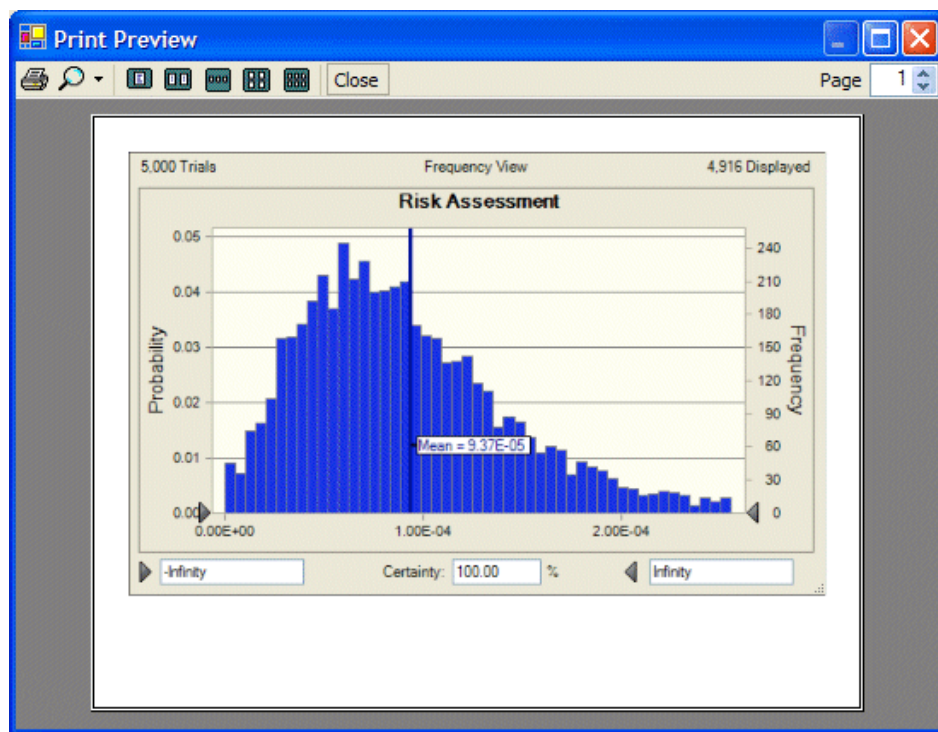 Print Preview
Close
Page 1
5,000 Trials Frequency View 4,916 Displayed
Risk Assessment
0.05
0.04
0.03
0.02
0.01
0.00
Probability
240
210
180
150
120
90
60
30
0
Frequency
Mean = 9.37E-05
0.00E+00 1.00E-04 2.00E-04
-Infinity Certainty: 100.00 % Infinity